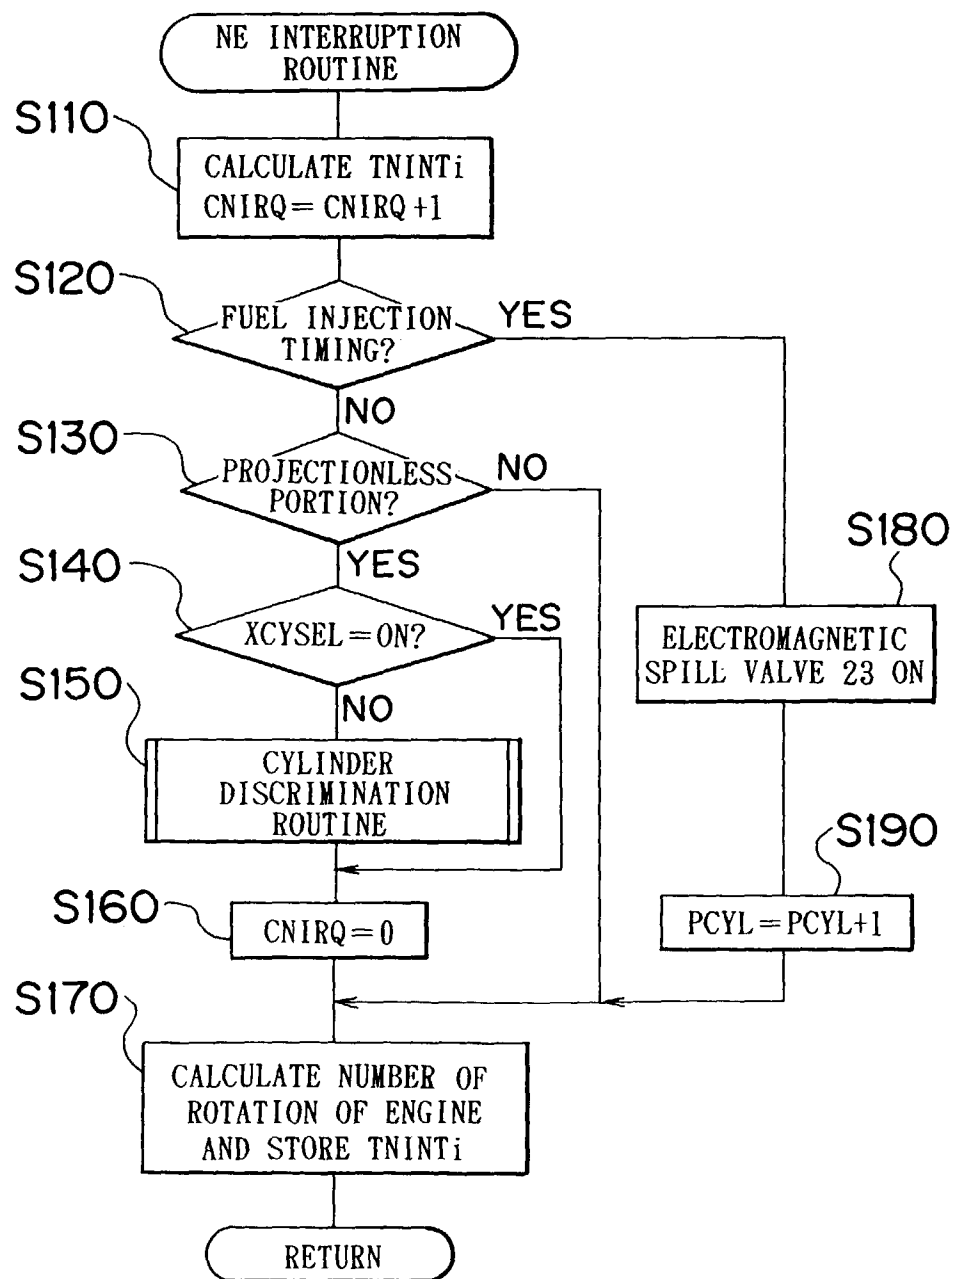 NE INTERRUPTION
ROUTINE
S110
CALCULATE TNINTi
CNIRQ=CNIRQ+1
S120
FUEL INJECTION
TIMING?
YES
NO
S130
PROJECTIONLESS
PORTION?
NO
YES
S140
XCYSEL=ON?
YES
NO
S180
ELECTROMAGNETIC
SPILL VALVE 23 ON
S150
CYLINDER
DISCRIMINATION
ROUTINE
S190
PCYL=PCYL+1
S160
CNIRQ=0
S170
CALCULATE NUMBER OF
ROTATION OF ENGINE
AND STORE TNINTi
RETURN